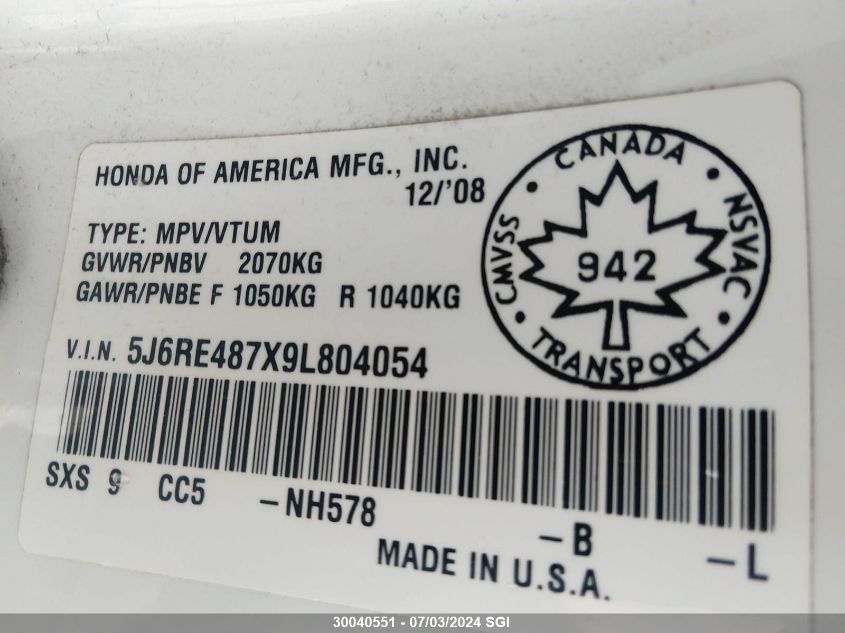 HONDA OF AMERICA MFG., INC.
12/'08
TYPE: MPV/VTUM
GVWR/PNBV 2070KG
GAWR/PNBE F 1050KG R 1040KG
V.I.N. 5J6RE487X9L804054
SXS 9 CC5 -NH578 -B -L
MADE IN U.S.A.
CANADA
CMVSS
942
NSVAC
TRANSPORT
30040551 - 07/03/2024 SGI